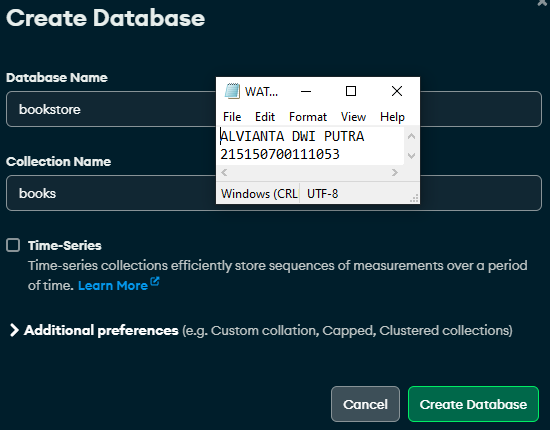 Create Database
Database Name
bookstore
WAT...
File Edit Format View Help
ALVIANTA DWI PUTRA
215150700111053
Windows (CRL UTF-8
Collection Name
books
Time-Series
Time-series collections efficiently store sequences of measurements over a period
of time. Learn More
Additional preferences (e.g. Custom collation, Capped, Clustered collections)
Cancel Create Database